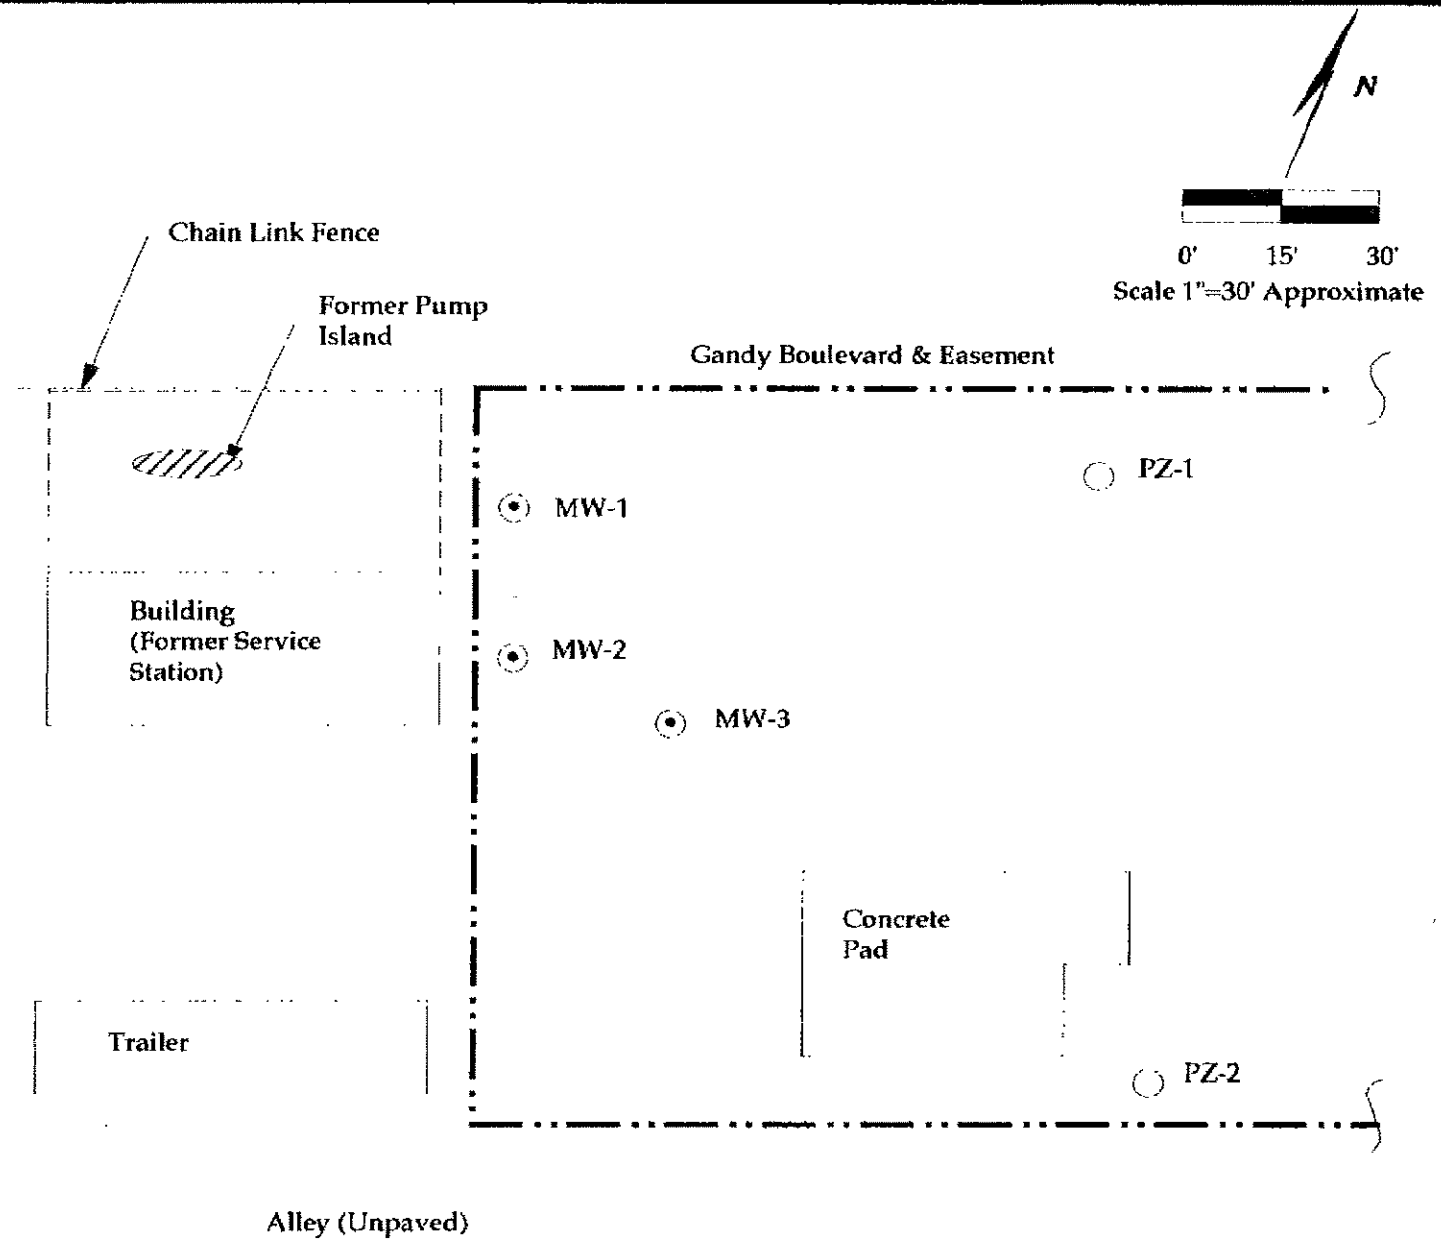 N
0' 15' 30'
Scale 1"=30' Approximate
Chain Link Fence
Former Pump
Island
Gandy Boulevard & Easement
PZ-1
MW-1
Building
(Former Service
Station)
MW-2
MW-3
Concrete
Pad
Trailer
PZ-2
Alley (Unpaved)